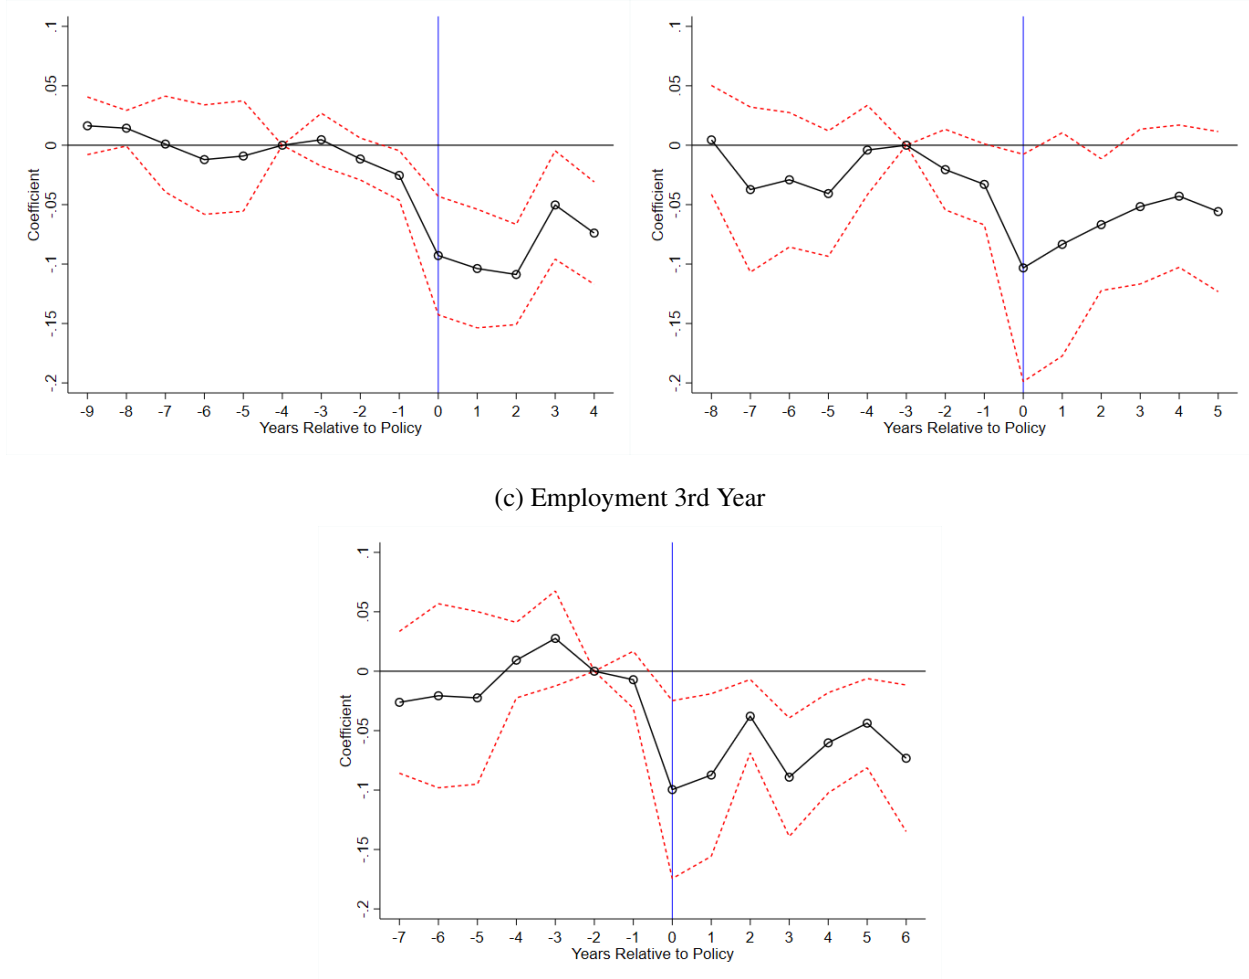 .1
.05
0
-.05
-.1
-.15
-.2
Coefficient
-9 -8 -7 -6 -5 -4 -3 -2 -1 0 1 2 3 4
Years Relative to Policy
.1
.05
0
-.05
-.1
-.15
-.2
Coefficient
-8 -7 -6 -5 -4 -3 -2 -1 0 1 2 3 4 5
Years Relative to Policy
(c) Employment 3rd Year
.1
.05
0
-.05
-.1
-.15
-.2
Coefficient
-7 -6 -5 -4 -3 -2 -1 0 1 2 3 4 5 6
Years Relative to Policy